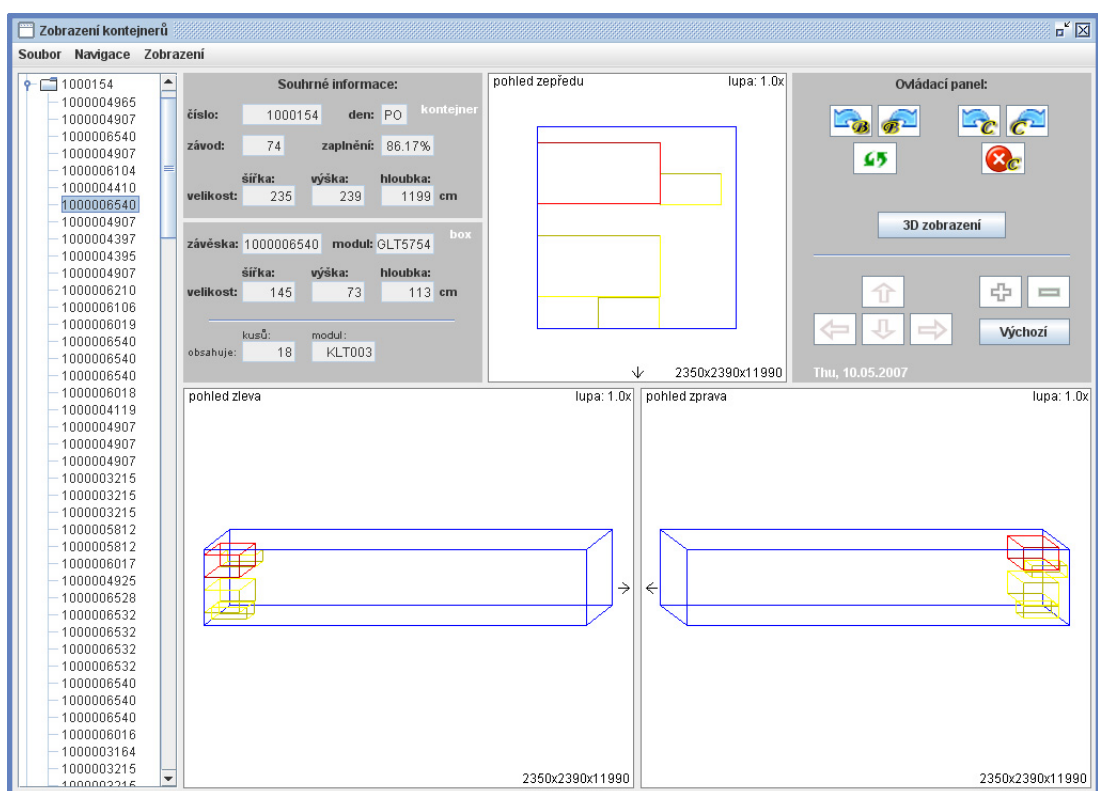 Zobrazení kontejnerů
Soubor Navigace Zobrazení
1000154
1000004965
1000004907
1000006540
1000004907
1000006104
1000004410
1000006540
1000004907
1000004397
1000004395
1000004907
1000006210
1000006106
1000006019
1000006540
1000006540
1000006540
1000006018
1000004119
1000004907
1000004907
1000004907
1000003215
1000003215
1000003215
1000005812
1000005812
1000006017
1000004925
1000006528
1000006532
1000006532
1000006532
1000006532
1000006540
1000006540
1000006540
1000006016
1000003164
1000003215
1000003215
Souhrné informace:
kontejner
číslo: 1000154 den: PO
závod: 74 zaplnění: 86.17%
šířka: výška: hloubka:
velikost: 235 239 1199 cm
box
závěska: 1000006540 modul: GLT5754
šířka: výška: hloubka:
velikost: 145 73 113 cm
kusů: modul:
obsahuje: 18 KLT003
pohled zepředu lupa: 1.0x
2350x2390x11990
Ovládací panel:
B B C C
C
3D zobrazení
Výchozí
Thu, 10.05.2007
pohled zleva lupa: 1.0x
2350x2390x11990
pohled zprava lupa: 1.0x
2350x2390x11990